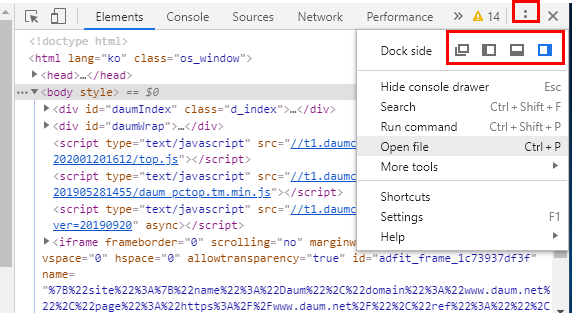 Elements Console Sources Network Performance » 14
<!doctype html>
<html lang="ko" class="os_window">
<head>…</head>
<body style> == $0
<div id="daumIndex" class="d_index">…</div>
<div id="daumWrap">…</div>
<script type="text/javascript" src="//t1.daumc
202001201612/top.js"></script>
<script type="text/javascript" src="//t1.daumc
201905281455/daum_pctop.tm.min.js"></script>
<script type="text/javascript" src="//t1.daumc
ver=20190920" async></script>
<iframe frameborder="0" scrolling="no" marginw
vspace="0" hspace="0" allowtransparency="true" id="adfit_frame_1c73937df3f"
name=
"%7B%22site%22%3A%7B%22name%22%3A%22Daum%22%2C%22domain%22%3A%22www.daum.net%
22%2C%22page%22%3A%22https%3A%2F%2Fwww.daum.net%2F%22%2C%22ref%22%3A%22%22%2C
Dock side
Hide console drawer Esc
Search Ctrl + Shift + F
Run command Ctrl + Shift + P
Open file Ctrl + P
More tools
Shortcuts
Settings F1
Help